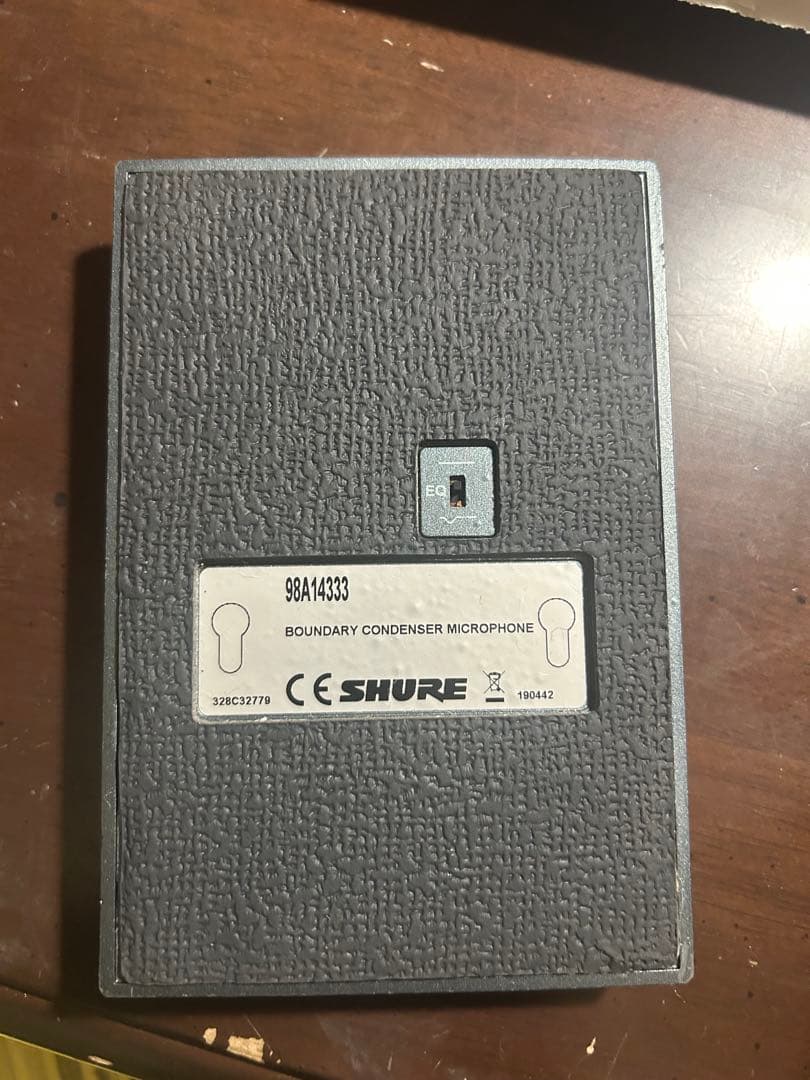 EQ
98A14333
BOUNDARY CONDENSER MICROPHONE
328C32779 CE SHURE 190442